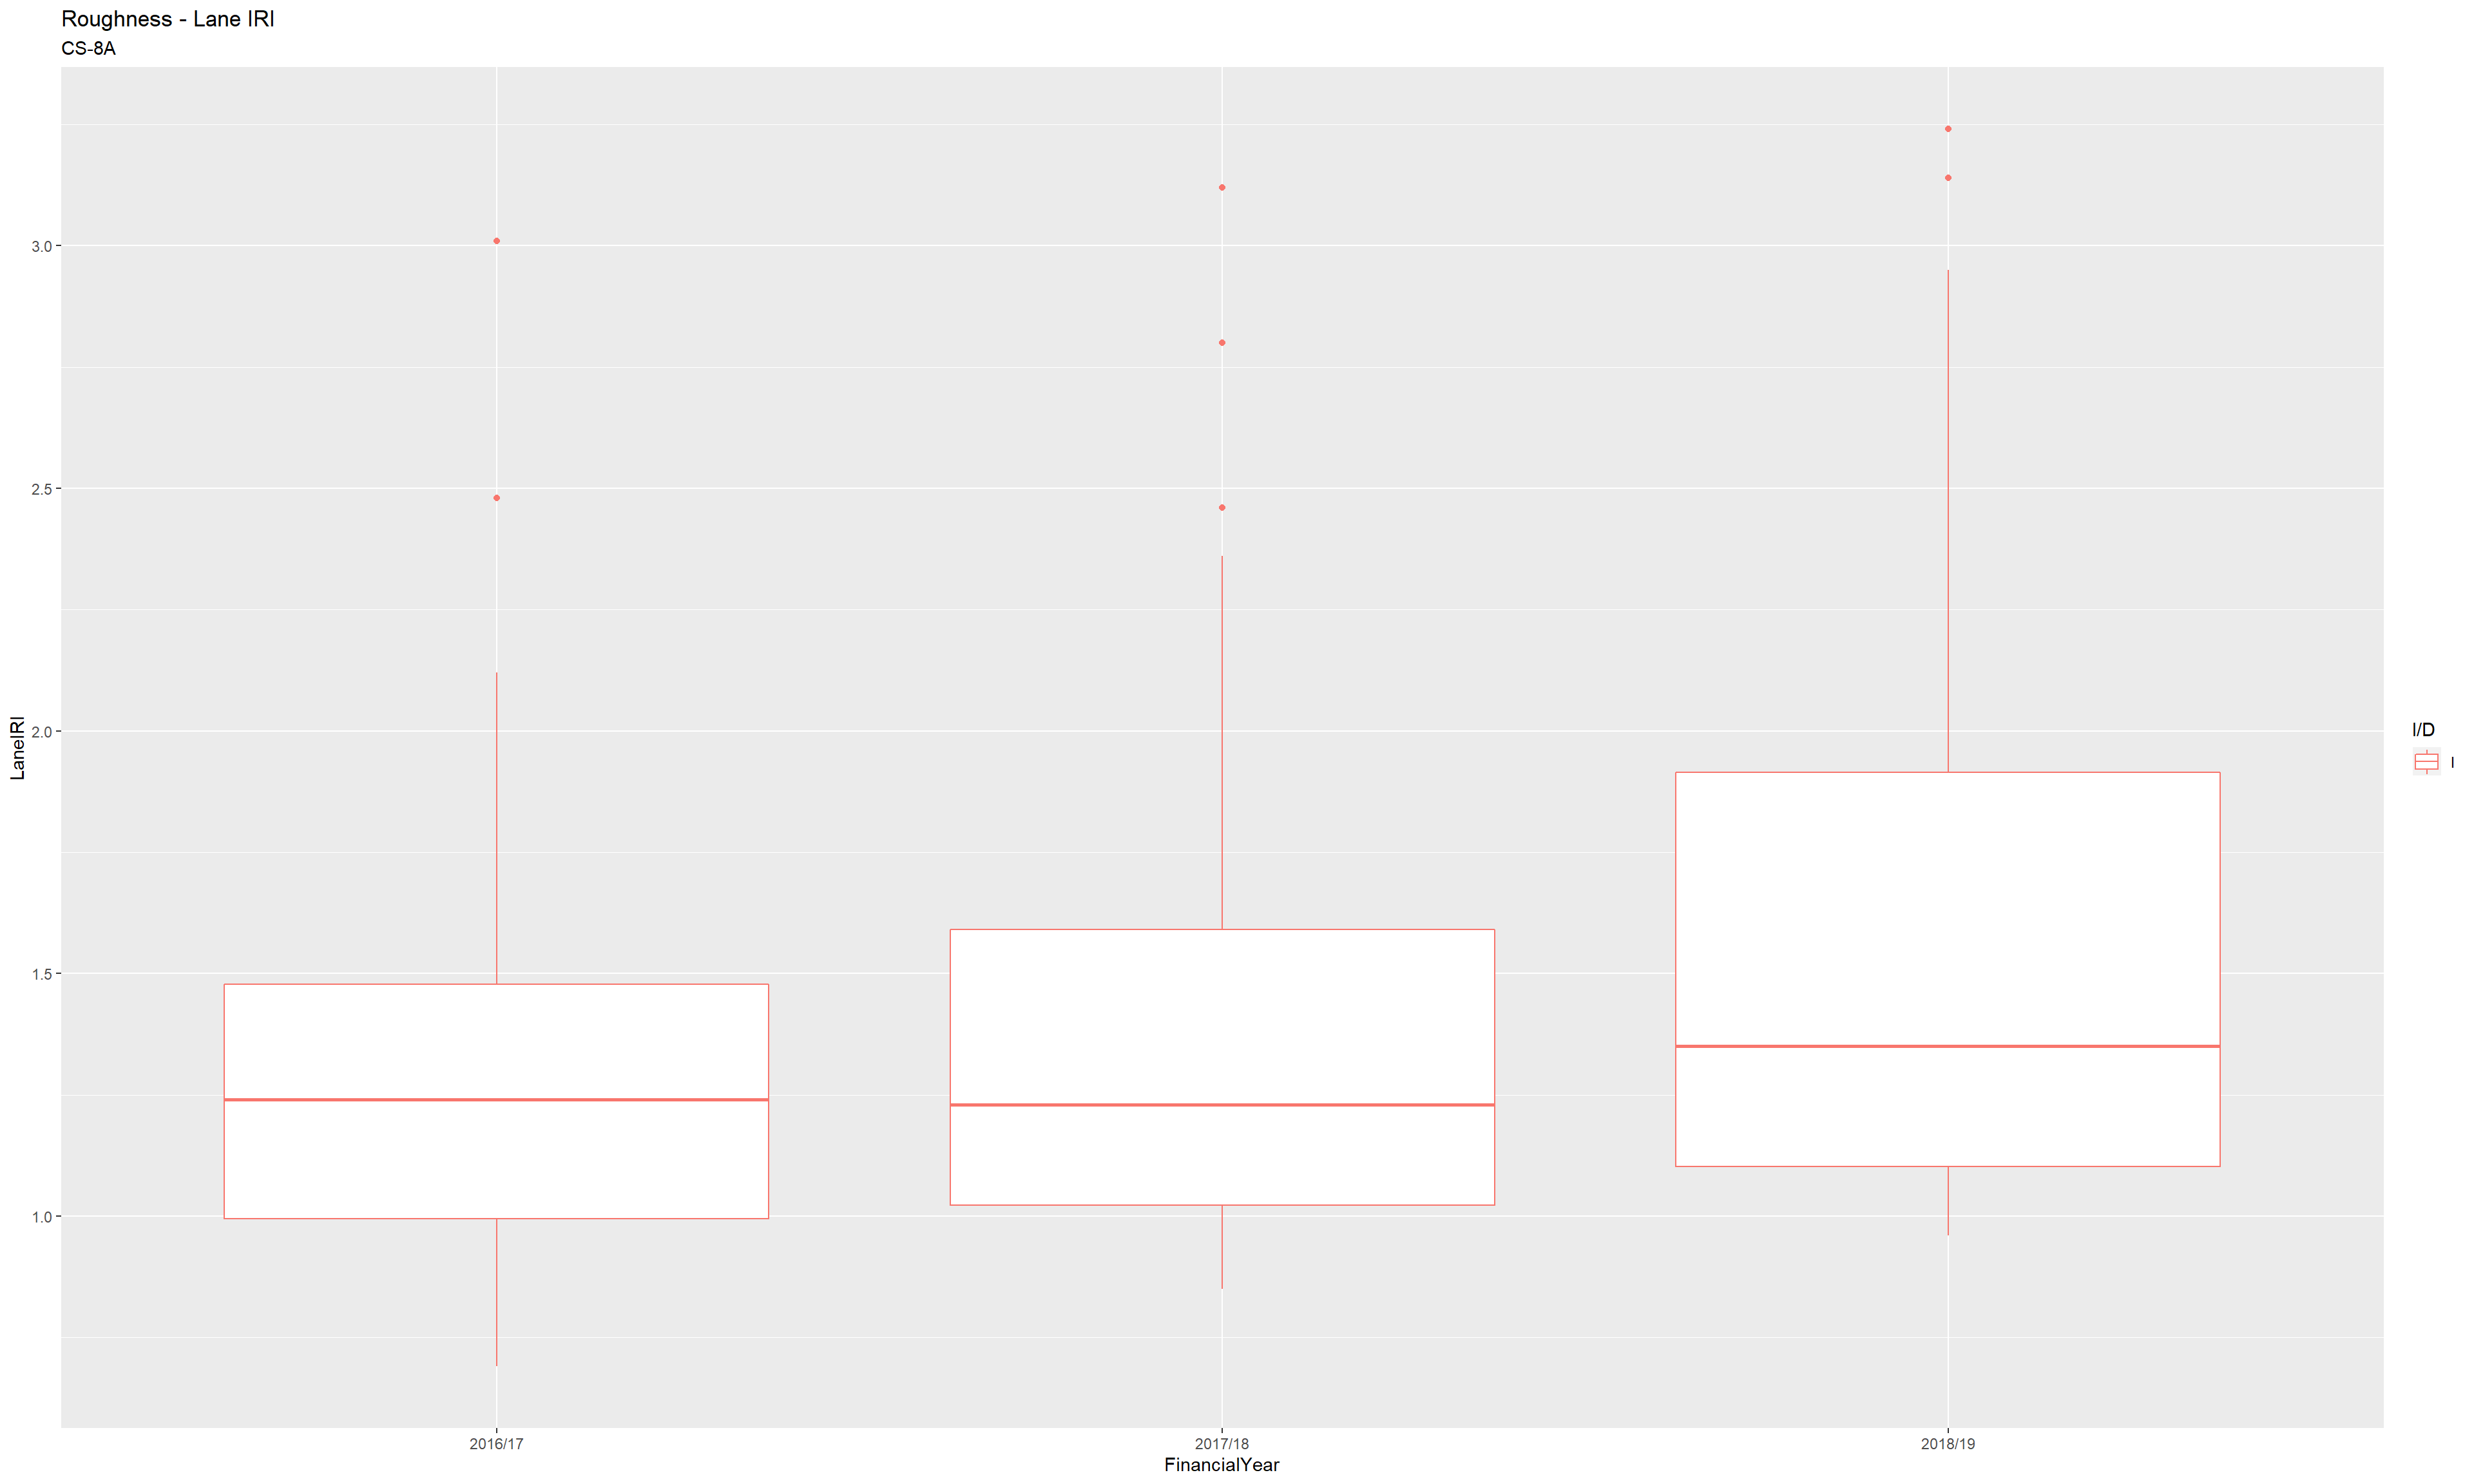 Roughness - Lane IRI
CS-8A
3.0
2.5
2.0
1.5
1.0
LaneIRI
2016/17
2017/18
2018/19
FinancialYear
I/D
I